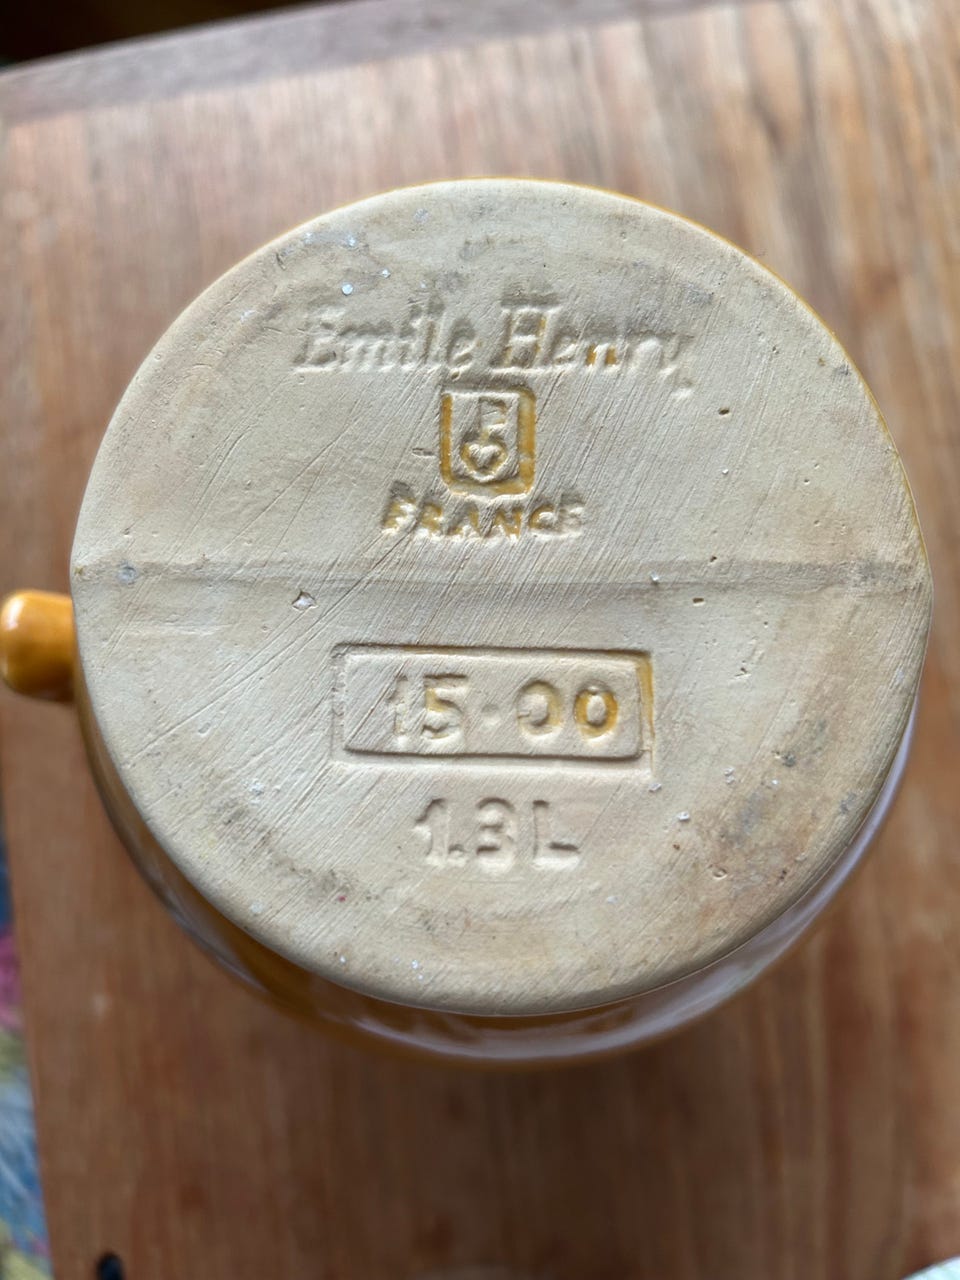 Emile Henry
FRANCE
15·00
1.3L